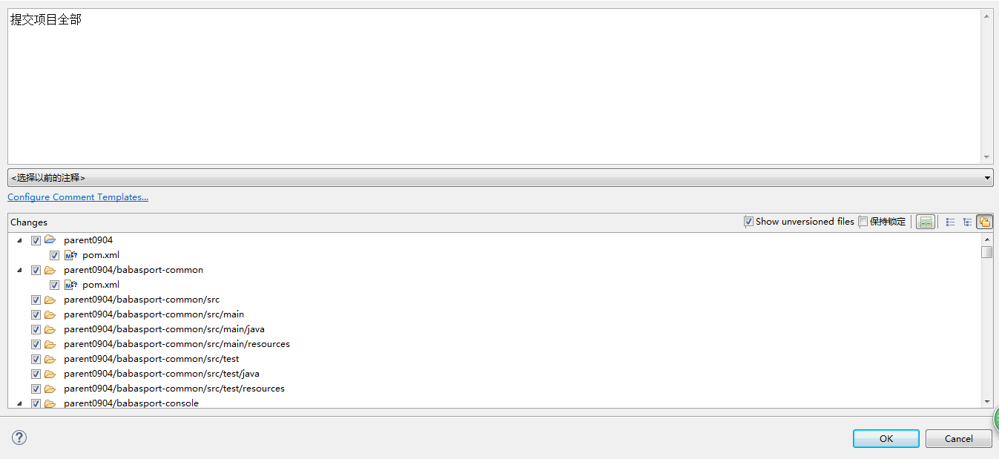 提交项目全部
<选择以前的注释>
Configure Comment Templates...
Changes
Show unversioned files
保持锁定
parent0904
pom.xml
parent0904/babasport-common
pom.xml
parent0904/babasport-common/src
parent0904/babasport-common/src/main
parent0904/babasport-common/src/main/java
parent0904/babasport-common/src/main/resources
parent0904/babasport-common/src/test
parent0904/babasport-common/src/test/java
parent0904/babasport-common/src/test/resources
parent0904/babasport-console
OK
Cancel